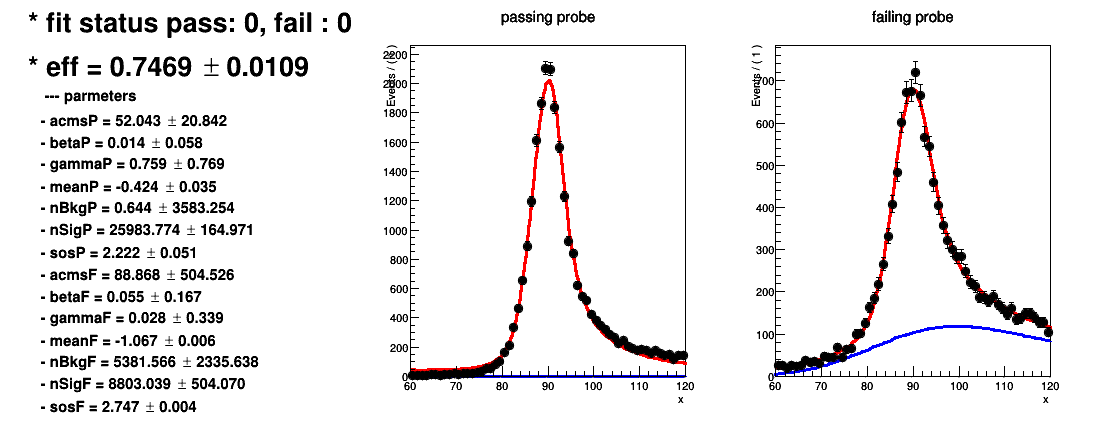 * fit status pass: 0, fail : 0
* eff = 0.7469 ± 0.0109
--- parmeters
- acmsP = 52.043 ± 20.842
- betaP = 0.014 ± 0.058
- gammaP = 0.759 ± 0.769
- meanP = -0.424 ± 0.035
- nBkgP = 0.644 ± 3583.254
- nSigP = 25983.774 ± 164.971
- sosP = 2.222 ± 0.051
- acmsF = 88.868 ± 504.526
- betaF = 0.055 ± 0.167
- gammaF = 0.028 ± 0.339
- meanF = -1.067 ± 0.006
- nBkgF = 5381.566 ± 2335.638
- nSigF = 8803.039 ± 504.070
- sosF = 2.747 ± 0.004
passing probe
Events / ( 1 )
2200
2000
1800
1600
1400
1200
1000
800
600
400
200
0
60 70 80 90 100 110 120
x
failing probe
Events / ( 1 )
700
600
500
400
300
200
100
0
60 70 80 90 100 110 120
x